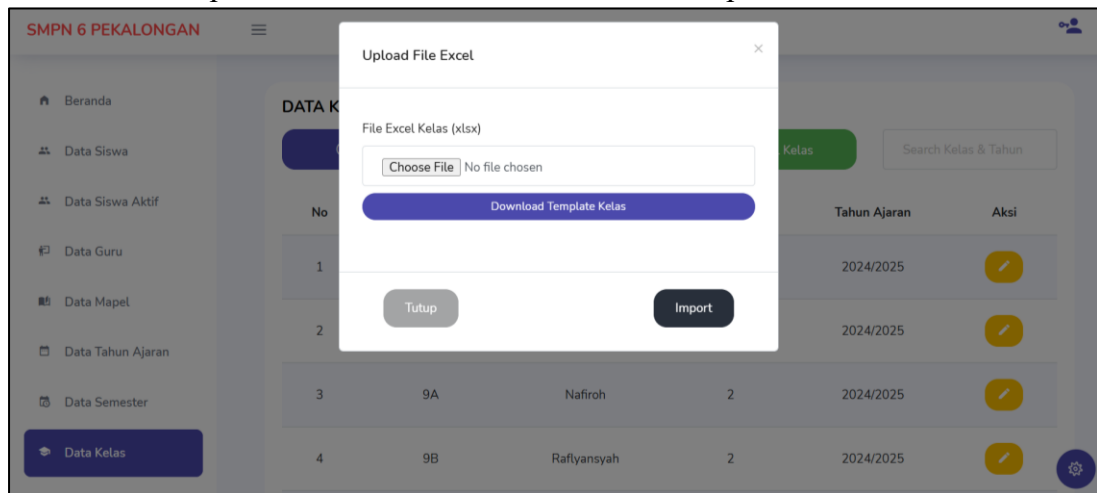 SMPN 6 PEKALONGAN
Upload File Excel
Beranda
DATA K
File Excel Kelas (xlsx)
Data Siswa
Kelas
Search Kelas & Tahun
Choose File No file chosen
Data Siswa Aktif
Download Template Kelas
No Tahun Ajaran Aksi
Data Guru
1 2024/2025
Data Mapel
Tutup Import
2 2024/2025
Data Tahun Ajaran
3 9A Nafiroh 2 2024/2025
Data Semester
Data Kelas
4 9B Raflyansyah 2 2024/2025